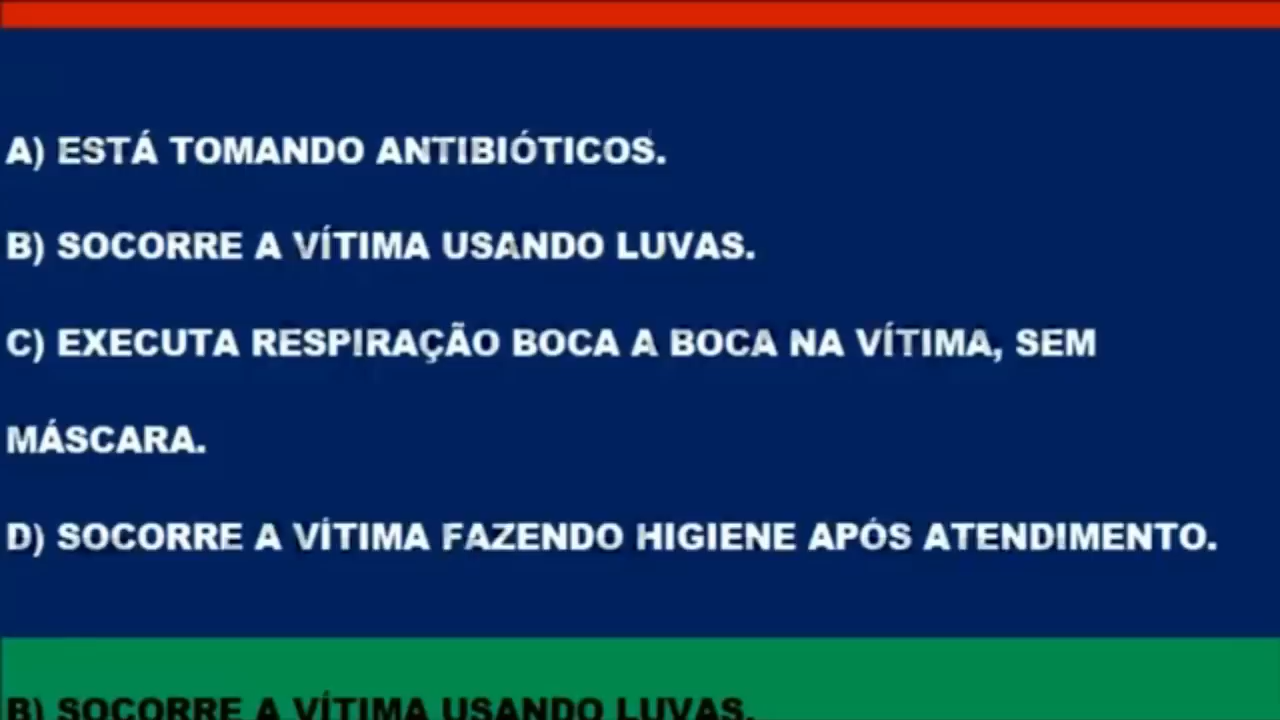 A) ESTÁ TOMANDO ANTIBIÓTICOS.
B) SOCORRE A VÍTIMA USANDO LUVAS.
C) EXECUTA RESPIRAÇÃO BOCA A BOCA NA VÍTIMA, SEM
MÁSCARA.
D) SOCORRE A VÍTIMA FAZENDO HIGIENE APÓS ATENDIMENTO.
B) SOCORRE A VÍTIMA USANDO LUVAS.